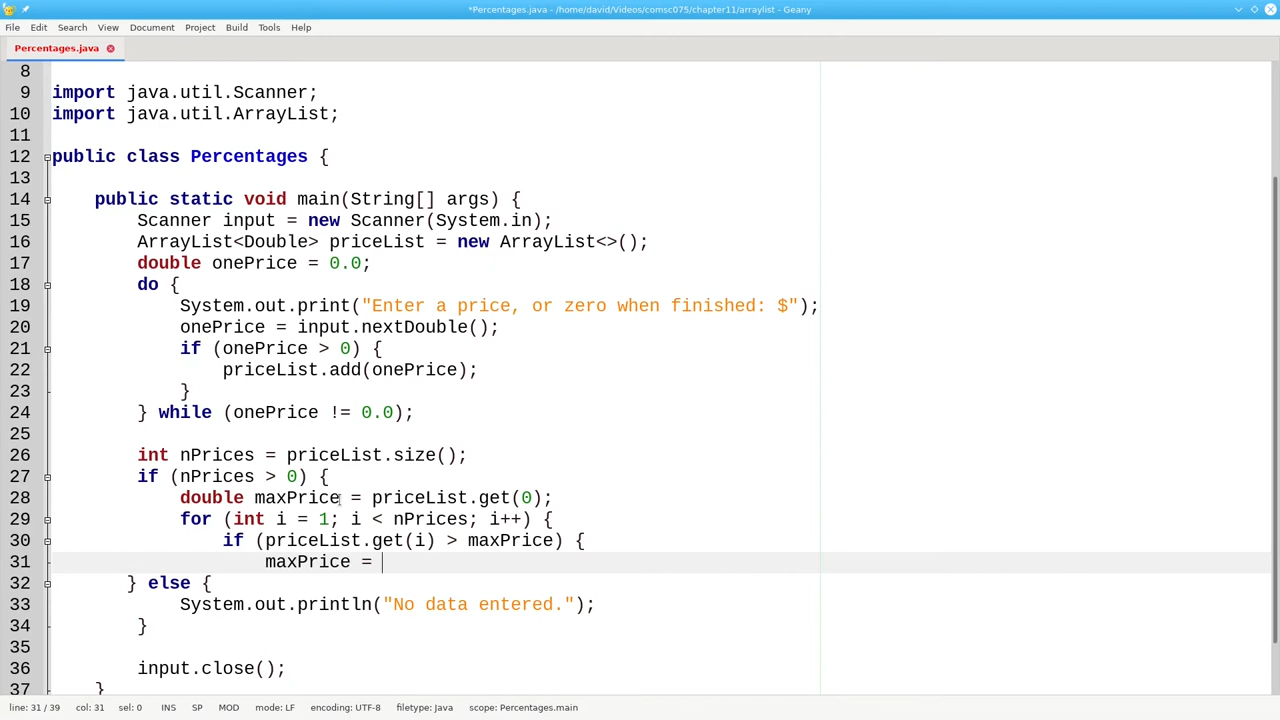 *Percentages.java - /home/david/Videos/comsc075/chapter11/arraylist - Geany
File Edit Search View Document Project Build Tools Help
Percentages.java
8
9 import java.util.Scanner;
10 import java.util.ArrayList;
11
12 public class Percentages {
13
14 public static void main(String[] args) {
15 Scanner input = new Scanner(System.in);
16 ArrayList<Double> priceList = new ArrayList<>();
17 double onePrice = 0.0;
18 do {
19 System.out.print("Enter a price, or zero when finished: $");
20 onePrice = input.nextDouble();
21 if (onePrice > 0) {
22 priceList.add(onePrice);
23 }
24 } while (onePrice != 0.0);
25
26 int nPrices = priceList.size();
27 if (nPrices > 0) {
28 double maxPrice = priceList.get(0);
29 for (int i = 1; i < nPrices; i++) {
30 if (priceList.get(i) > maxPrice) {
31 maxPrice =
32 } else {
33 System.out.println("No data entered.");
34 }
35
36 input.close();
37 }
line: 31 / 39 col: 31 sel: 0 INS SP MOD mode: LF encoding: UTF-8 filetype: Java scope: Percentages.main